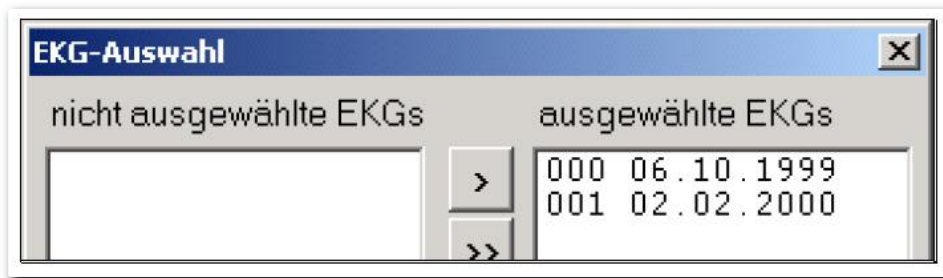 EKG-Auswahl
nicht ausgewählte EKGs
ausgewählte EKGs
>
000 06.10.1999
001 02.02.2000
>>